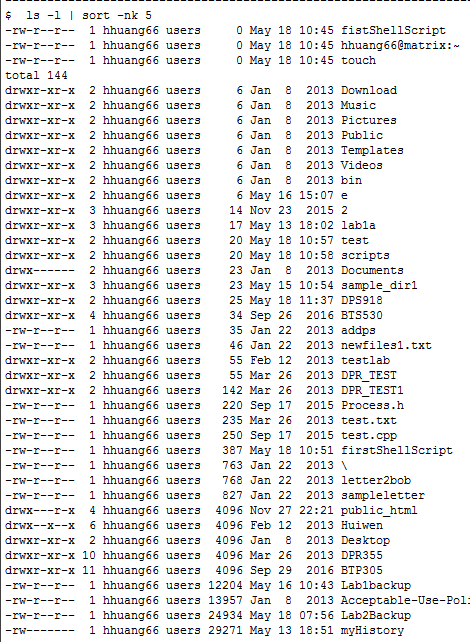 $  ls -l | sort -nk 5
-rw-r--r--  1 hhuang66 users     0 May 18 10:45 fistShellScript
-rw-r--r--  1 hhuang66 users     0 May 18 10:45 hhuang66@matrix:~
-rw-r--r--  1 hhuang66 users     0 May 18 10:45 touch
total 144
drwxr-xr-x  2 hhuang66 users     6 Jan  8  2013 Download
drwxr-xr-x  2 hhuang66 users     6 Jan  8  2013 Music
drwxr-xr-x  2 hhuang66 users     6 Jan  8  2013 Pictures
drwxr-xr-x  2 hhuang66 users     6 Jan  8  2013 Public
drwxr-xr-x  2 hhuang66 users     6 Jan  8  2013 Templates
drwxr-xr-x  2 hhuang66 users     6 Jan  8  2013 Videos
drwxr-xr-x  2 hhuang66 users     6 Jan  8  2013 bin
drwxr-xr-x  2 hhuang66 users     6 May 16 15:07 e
drwxr-xr-x  3 hhuang66 users    14 Nov 23  2015 2
drwxr-xr-x  3 hhuang66 users    17 May 13 18:02 lab1a
drwxr-xr-x  2 hhuang66 users    20 May 18 10:57 test
drwxr-xr-x  2 hhuang66 users    20 May 18 10:58 scripts
drwx------  2 hhuang66 users    23 Jan  8  2013 Documents
drwxr-xr-x  3 hhuang66 users    23 May 15 10:54 sample_dir1
drwxr-xr-x  2 hhuang66 users    25 May 18 11:37 DPS918
drwxr-xr-x  4 hhuang66 users    34 Sep 26  2016 BTS530
-rw-r--r--  1 hhuang66 users    35 Jan 22  2013 addps
-rw-r--r--  1 hhuang66 users    46 Jan 22  2013 newfiles1.txt
drwxr-xr-x  2 hhuang66 users    55 Feb 12  2013 testlab
drwxr-xr-x  2 hhuang66 users    55 Mar 26  2013 DPR_TEST
drwxr-xr-x  2 hhuang66 users   142 Mar 26  2013 DPR_TEST1
-rw-r--r--  1 hhuang66 users   220 Sep 17  2015 Process.h
-rw-r--r--  1 hhuang66 users   235 Mar 26  2013 test.txt
-rw-r--r--  1 hhuang66 users   250 Sep 17  2015 test.cpp
-rw-r--r--  1 hhuang66 users   387 May 18 10:51 firstShellScript
-rw-r--r--  1 hhuang66 users   763 Jan 22  2013 \
-rw-r--r--  1 hhuang66 users   768 Jan 22  2013 letter2bob
-rw-r--r--  1 hhuang66 users   827 Jan 22  2013 sampleletter
drwx---r-x  4 hhuang66 users  4096 Nov 27 22:21 public_html
drwx--x--x  6 hhuang66 users  4096 Feb 12  2013 Huiwen
drwxr-xr-x  2 hhuang66 users  4096 Jan  8  2013 Desktop
drwxr-xr-x 10 hhuang66 users  4096 Mar 26  2013 DPR355
drwxr-xr-x 11 hhuang66 users  4096 Sep 29  2016 BTP305
-rw-r--r--  1 hhuang66 users 12204 May 16 10:43 Lab1backup
-rw-r--r--  1 hhuang66 users 13957 Jan  8  2013 Acceptable-Use-Pol
-rw-r--r--  1 hhuang66 users 24934 May 18 07:56 Lab2Backup
-rw-------  1 hhuang66 users 29271 May 13 18:51 myHistory